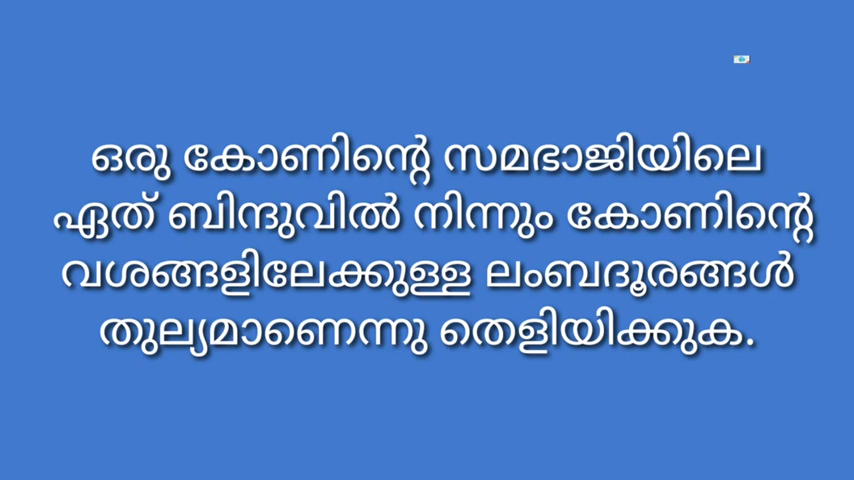 ഒരു കോണിന്റെ സമഭാജിയിലെ
ഏത് ബിന്ദുവിൽ നിന്നും കോണിന്റെ
വശങ്ങളിലേക്കുള്ള ലംബദൂരങ്ങൾ
തുല്യമാണെന്നു തെളിയിക്കുക.